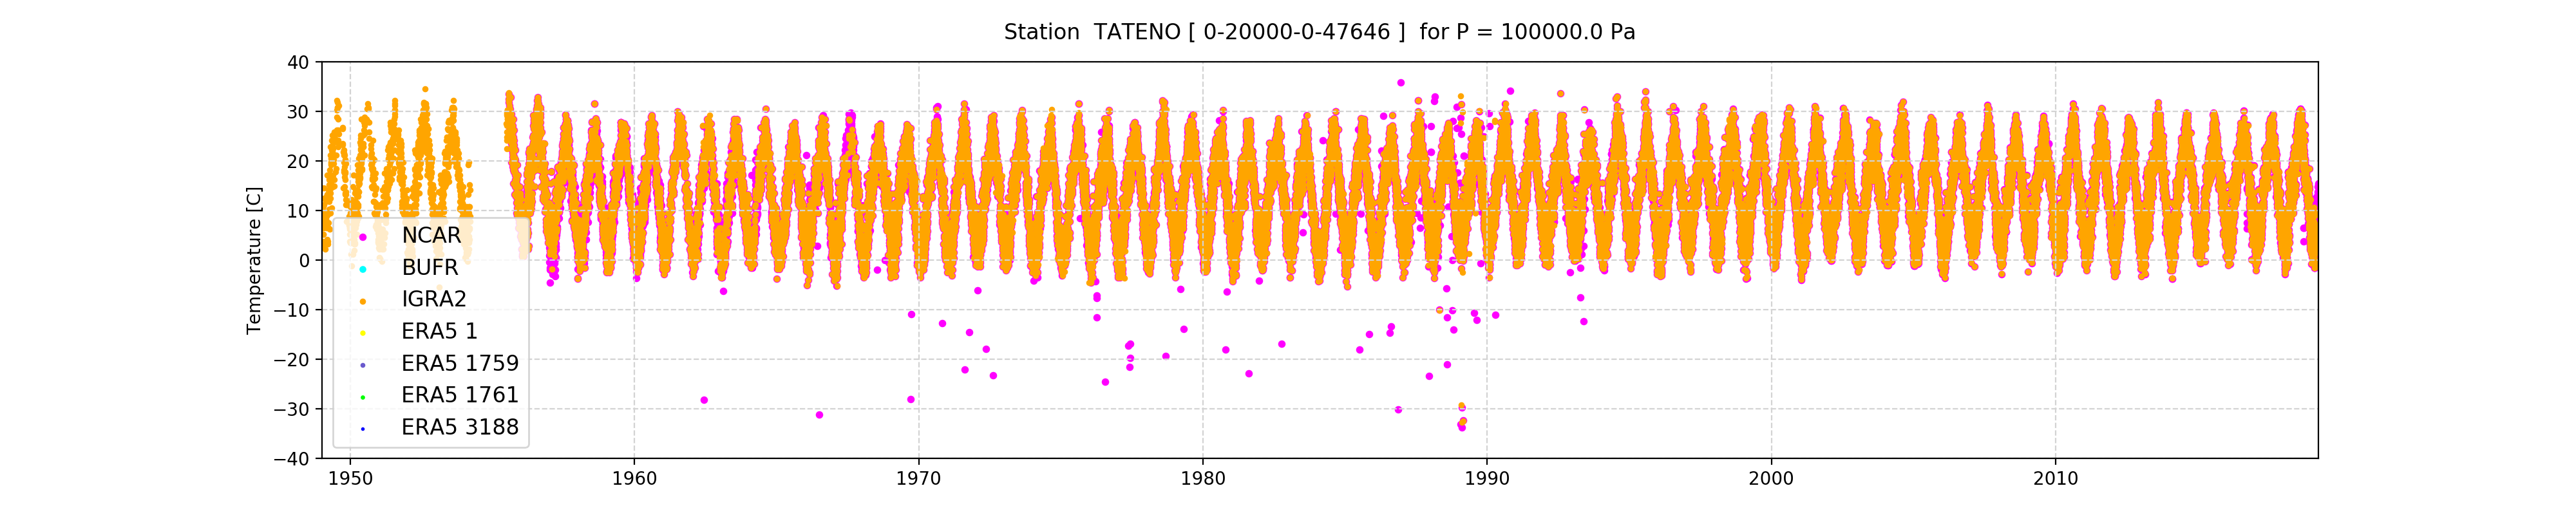 Station  TATENO [ 0-20000-0-47646 ]  for P = 100000.0 Pa
Temperature [C]
40
30
20
10
0
−10
−20
−30
−40
NCAR
BUFR
IGRA2
ERA5 1
ERA5 1759
ERA5 1761
ERA5 3188
1950 1960 1970 1980 1990 2000 2010